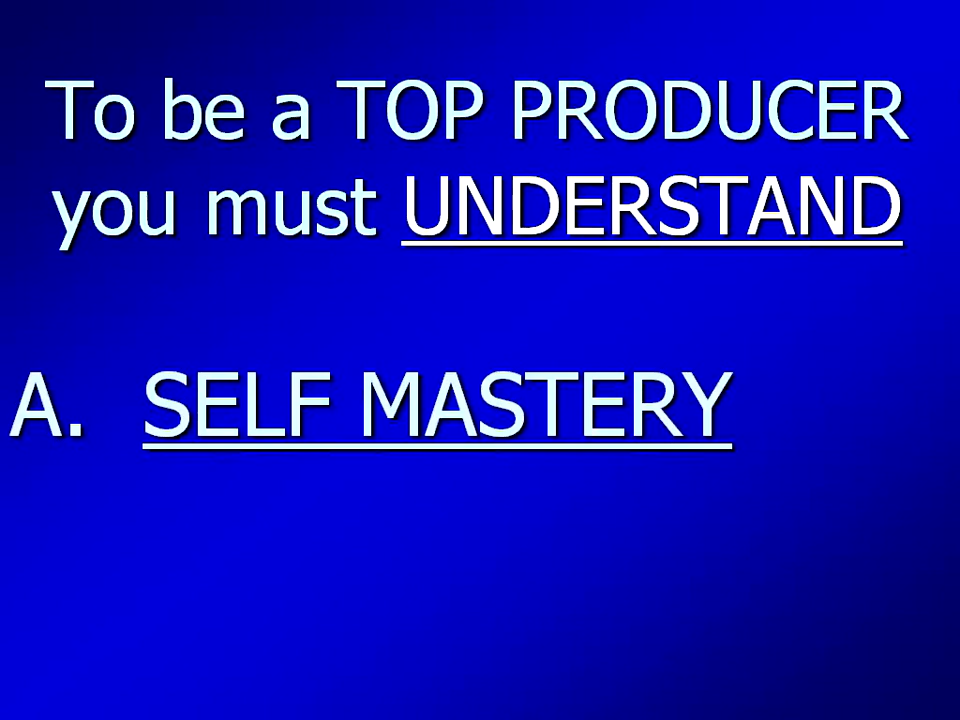 To be a TOP PRODUCER
you must UNDERSTAND
A. SELF MASTERY